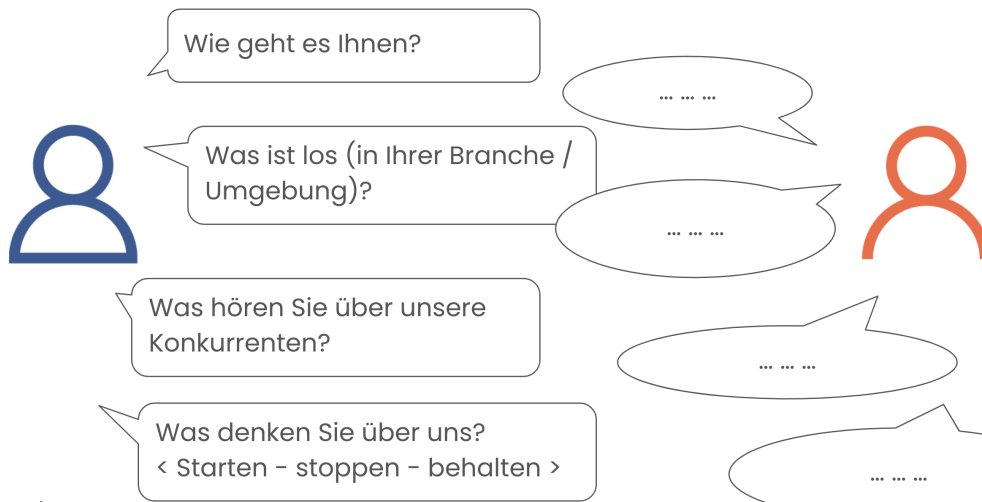 Wie geht es Ihnen?
... ... ...
Was ist los (in Ihrer Branche /
Umgebung)?
... ... ...
Was hören Sie über unsere
Konkurrenten?
... ... ...
Was denken Sie über uns?
< Starten - stoppen - behalten >
... ... ...